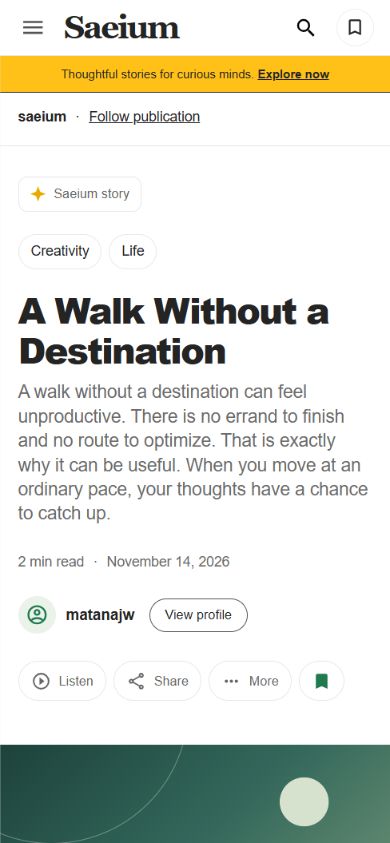 Saeium
Thoughtful stories for curious minds. Explore now
saeium · Follow publication
Saeium story
Creativity Life
A Walk Without a
Destination
A walk without a destination can feel
unproductive. There is no errand to finish
and no route to optimize. That is exactly
why it can be useful. When you move at an
ordinary pace, your thoughts have a chance
to catch up.
2 min read · November 14, 2026
matanajw View profile
Listen Share More